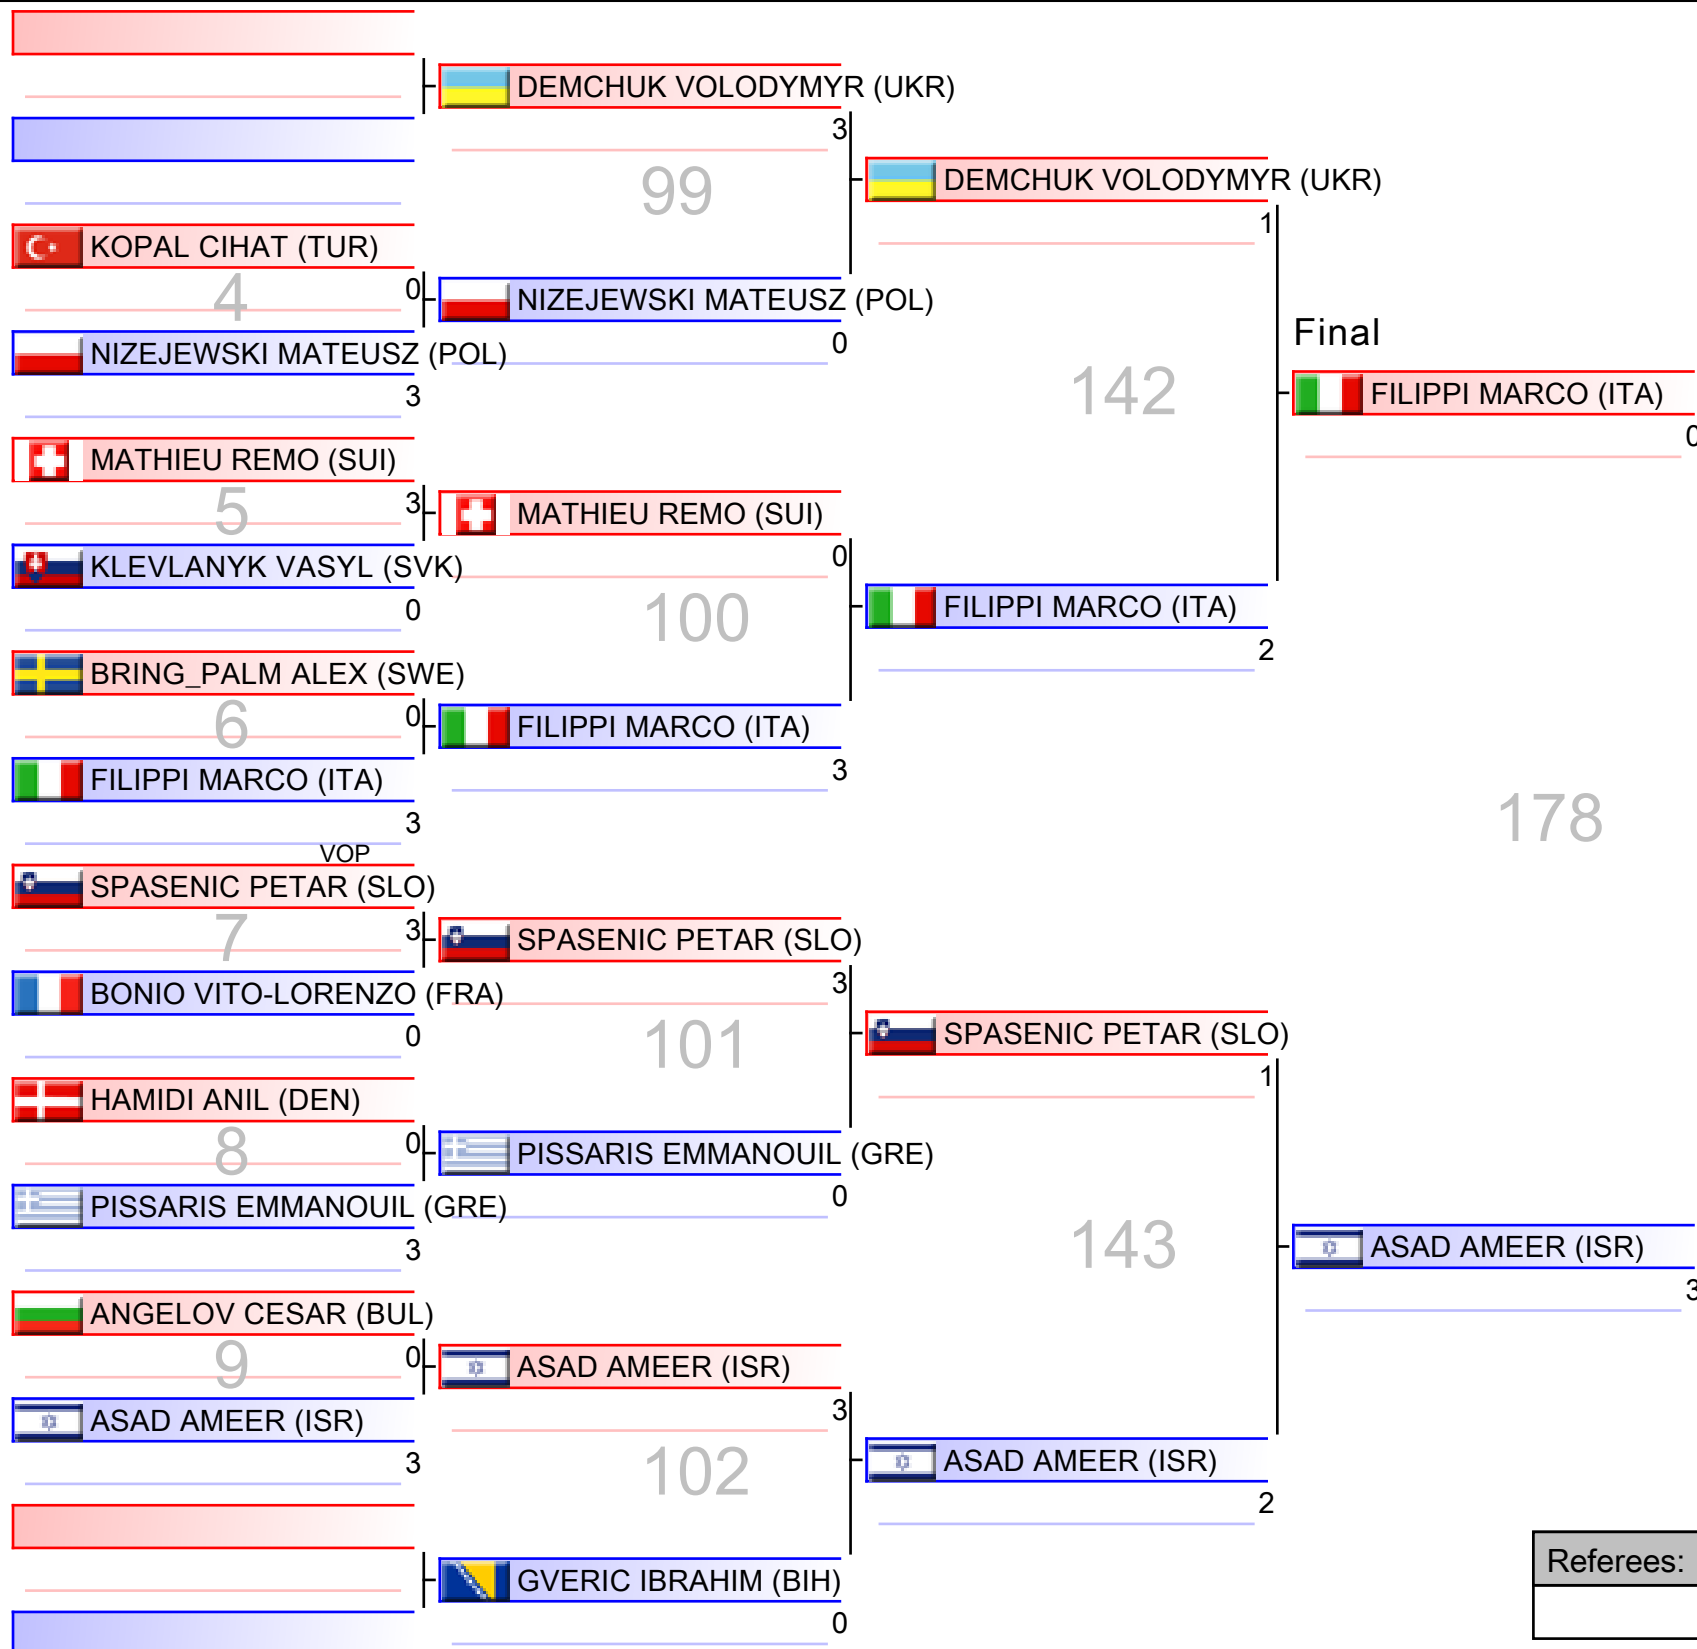 DEMCHUK VOLODYMYR (UKR)
3
99
DEMCHUK VOLODYMYR (UKR)
1
KOPAL CIHAT (TUR)
0
4
NIZEJEWSKI MATEUSZ (POL)
0
NIZEJEWSKI MATEUSZ (POL)
3
142
Final
FILIPPI MARCO (ITA)
0
MATHIEU REMO (SUI)
3
5
MATHIEU REMO (SUI)
0
KLEVLANYK VASYL (SVK)
0
100
FILIPPI MARCO (ITA)
2
BRING_PALM ALEX (SWE)
0
6
FILIPPI MARCO (ITA)
3
FILIPPI MARCO (ITA)
3
178
VOP
SPASENIC PETAR (SLO)
3
7
SPASENIC PETAR (SLO)
3
BONIO VITO-LORENZO (FRA)
0
101
SPASENIC PETAR (SLO)
1
HAMIDI ANIL (DEN)
0
8
PISSARIS EMMANOUIL (GRE)
0
PISSARIS EMMANOUIL (GRE)
3
143
ASAD AMEER (ISR)
3
ANGELOV CESAR (BUL)
0
9
ASAD AMEER (ISR)
3
ASAD AMEER (ISR)
3
102
ASAD AMEER (ISR)
2
GVERIC IBRAHIM (BIH)
0
Referees: